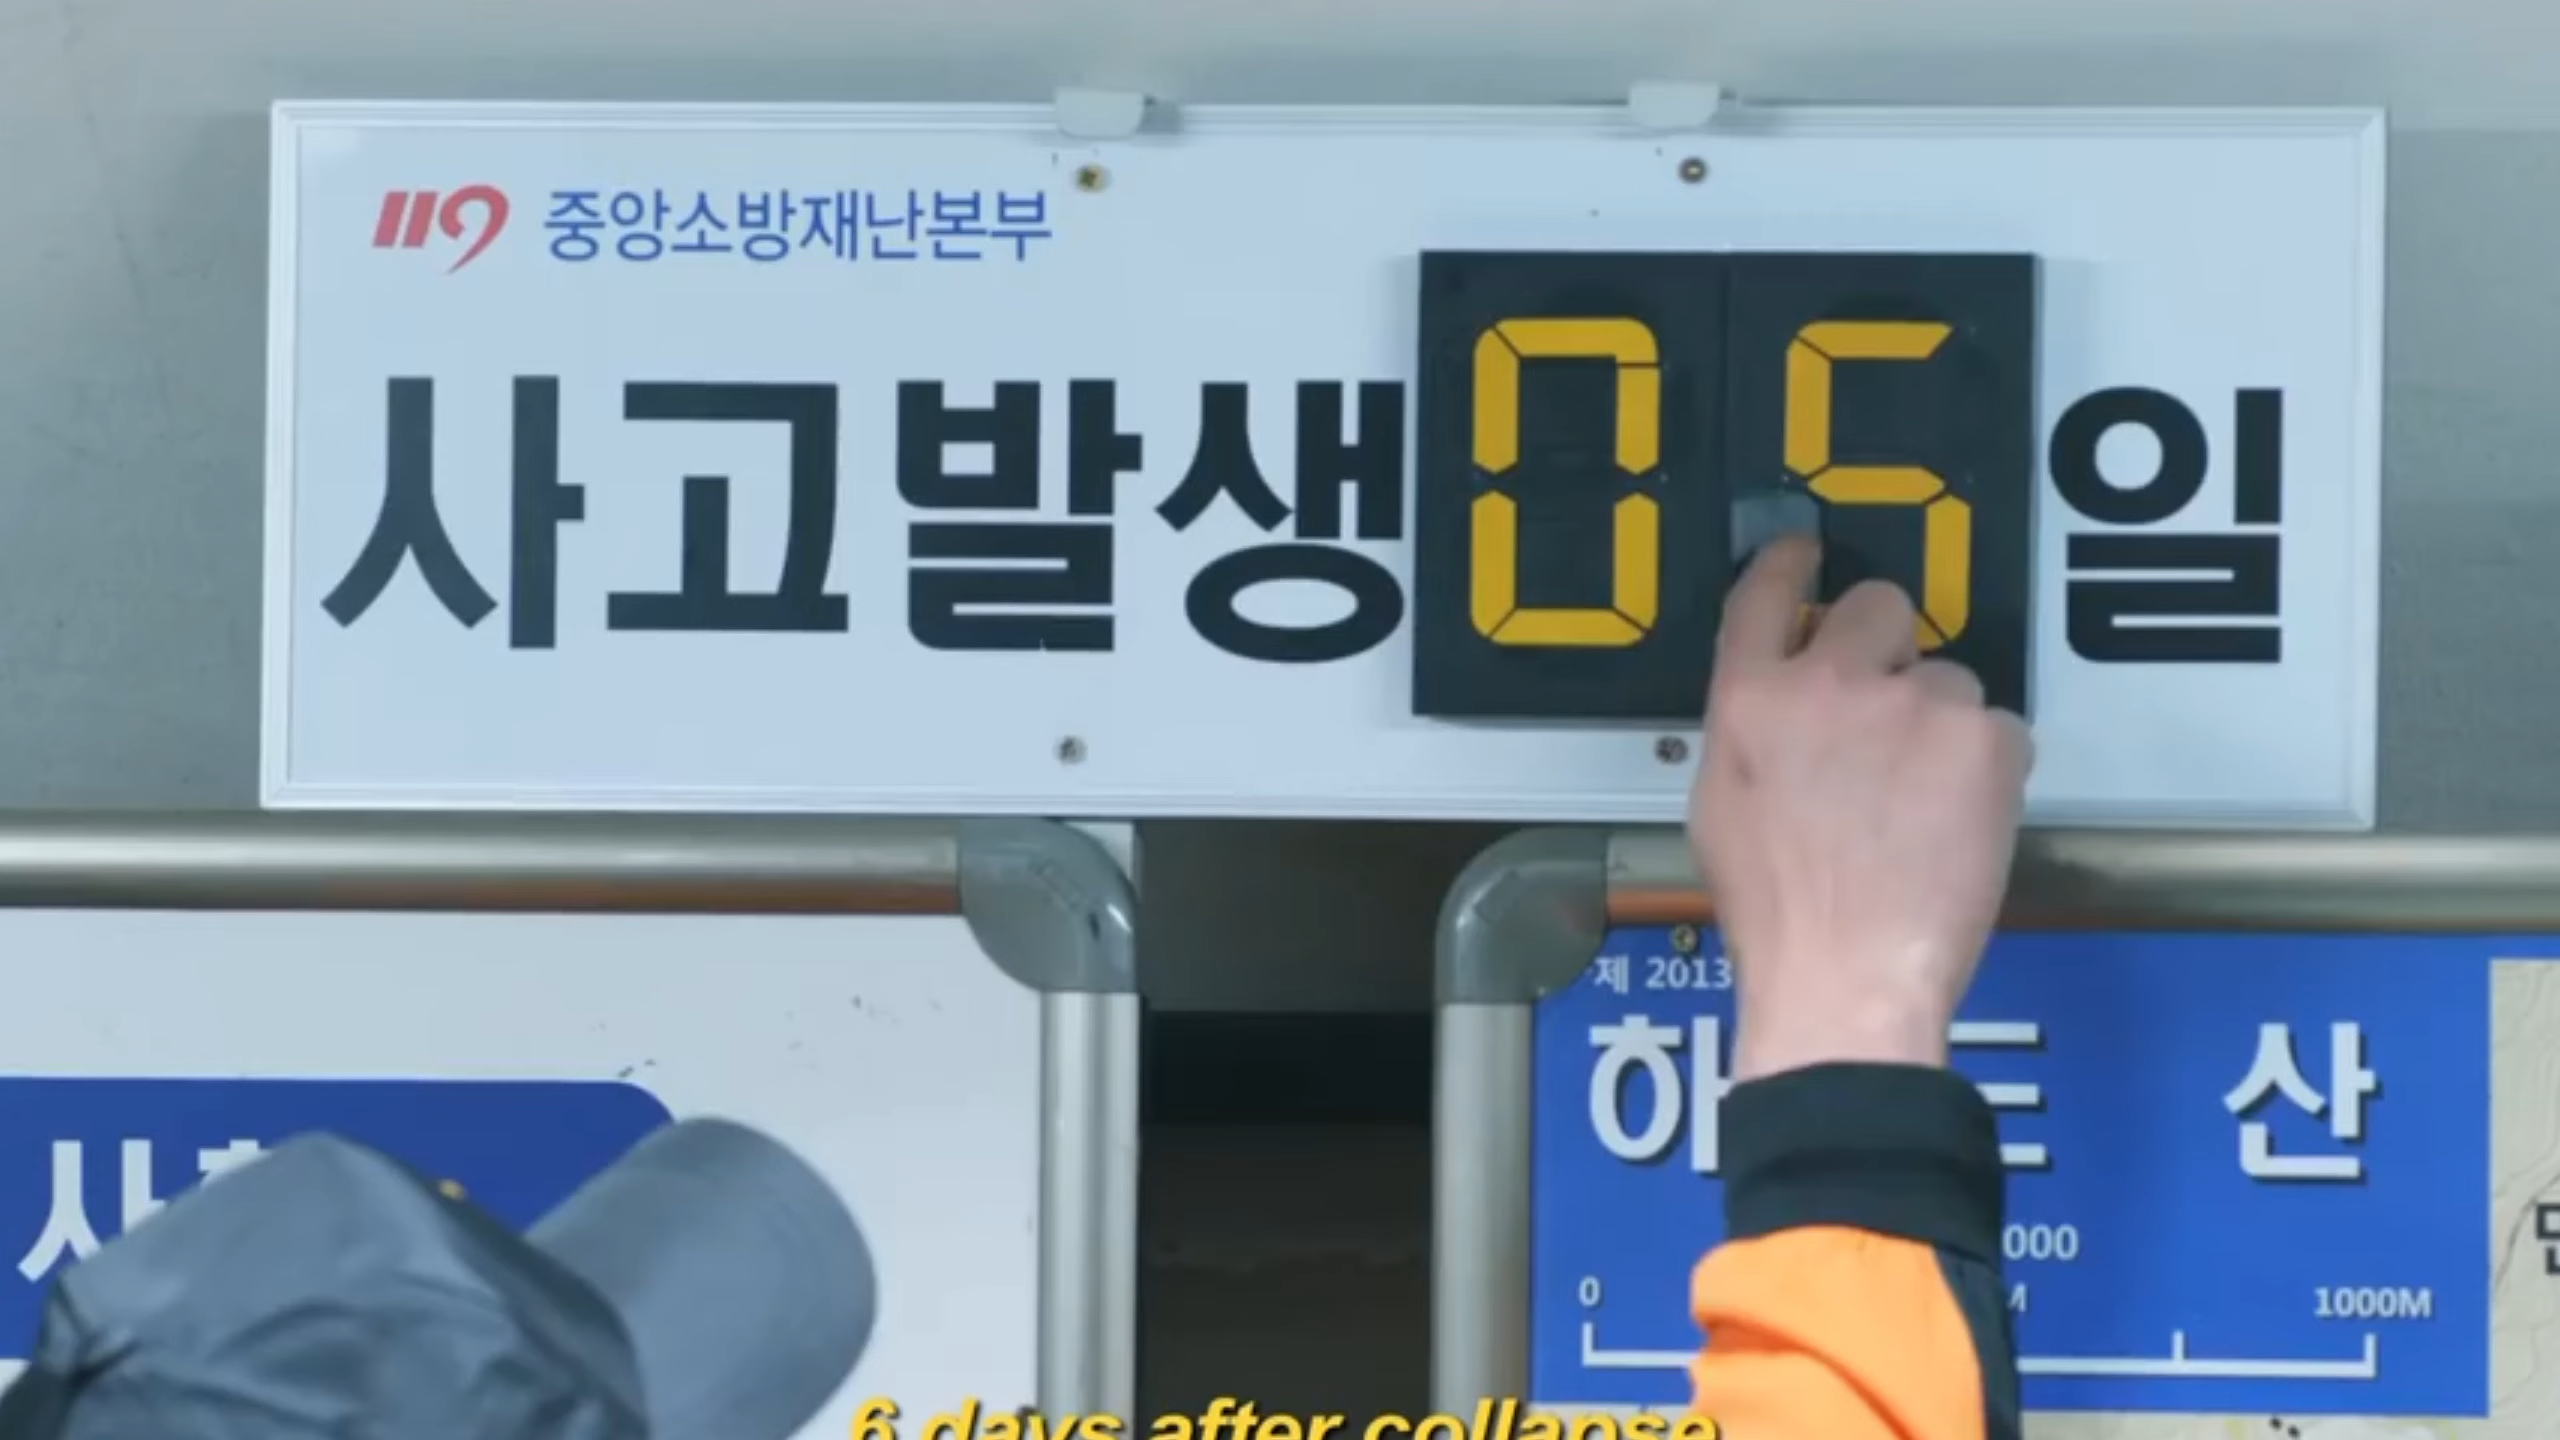 119 중앙소방재난본부
사고발생 05일
제 2013
하 도 산
000
0 M 1000M
6 days after collapse